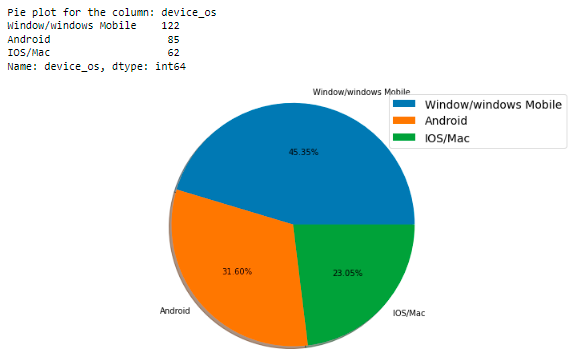 Pie plot for the column: device_os
Window/windows Mobile    122
Android                   85
IOS/Mac                   62
Name: device_os, dtype: int64
Window/windows Mobile
Window/windows Mobile
Android
IOS/Mac
45.35%
31.60%
23.05%
Android
IOS/Mac